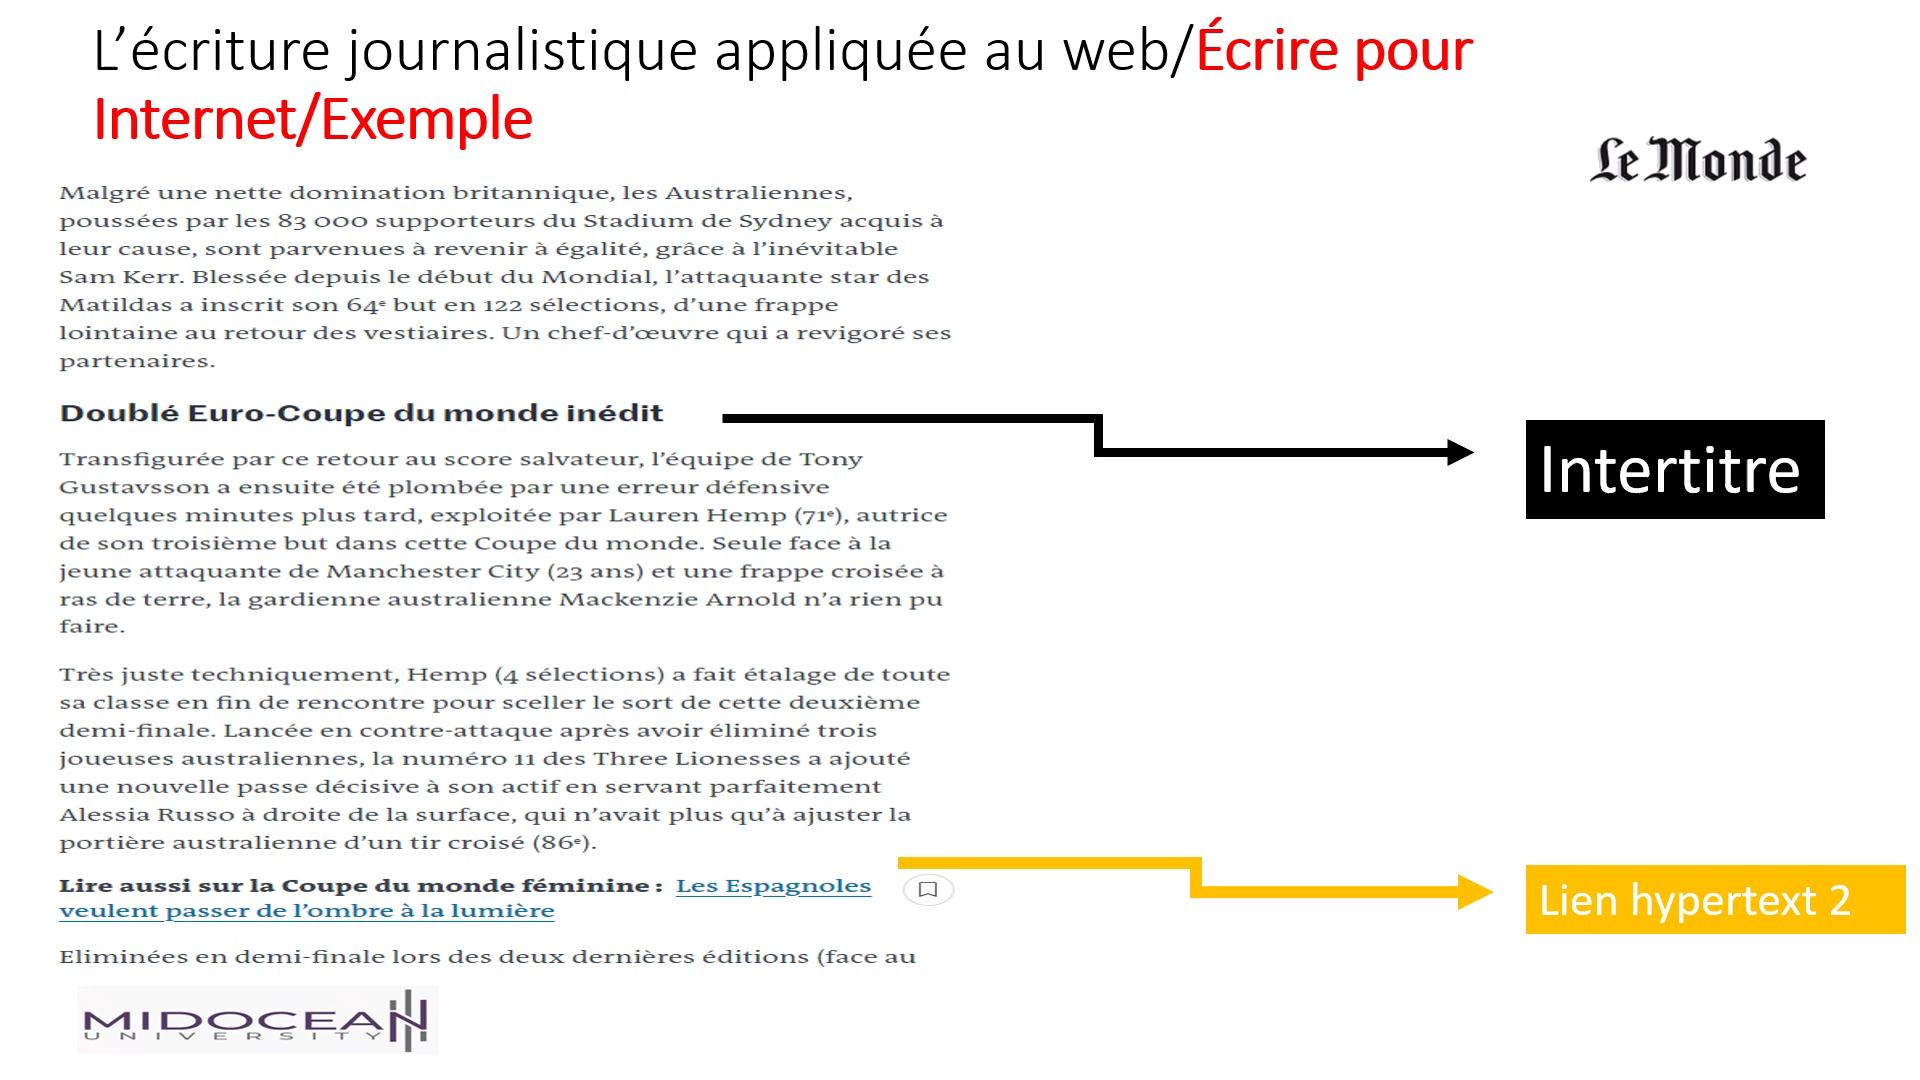 L’écriture journalistique appliquée au web/Écrire pour
Internet/Exemple
Le Monde
Malgré une nette domination britannique, les Australiennes,
poussées par les 83 000 supporteurs du Stadium de Sydney acquis à
leur cause, sont parvenues à revenir à égalité, grâce à l’inévitable
Sam Kerr. Blessée depuis le début du Mondial, l’attaquante star des
Matildas a inscrit son 64e but en 122 sélections, d’une frappe
lointaine au retour des vestiaires. Un chef-d’œuvre qui a revigoré ses
partenaires.
Doublé Euro-Coupe du monde inédit
Intertitre
Transfigurée par ce retour au score salvateur, l’équipe de Tony
Gustavsson a ensuite été plombée par une erreur défensive
quelques minutes plus tard, exploitée par Lauren Hemp (71e), autrice
de son troisième but dans cette Coupe du monde. Seule face à la
jeune attaquante de Manchester City (23 ans) et une frappe croisée à
ras de terre, la gardienne australienne Mackenzie Arnold n’a rien pu
faire.
Très juste techniquement, Hemp (4 sélections) a fait étalage de toute
sa classe en fin de rencontre pour sceller le sort de cette deuxième
demi-finale. Lancée en contre-attaque après avoir éliminé trois
joueuses australiennes, la numéro 11 des Three Lionesses a ajouté
une nouvelle passe décisive à son actif en servant parfaitement
Alessia Russo à droite de la surface, qui n’avait plus qu’à ajuster la
portière australienne d’un tir croisé (86e).
Lire aussi sur la Coupe du monde féminine : Les Espagnoles
veulent passer de l’ombre à la lumière
Lien hypertext 2
Eliminées en demi-finale lors des deux dernières éditions (face au
MIDOCEAN
UNIVERSITY